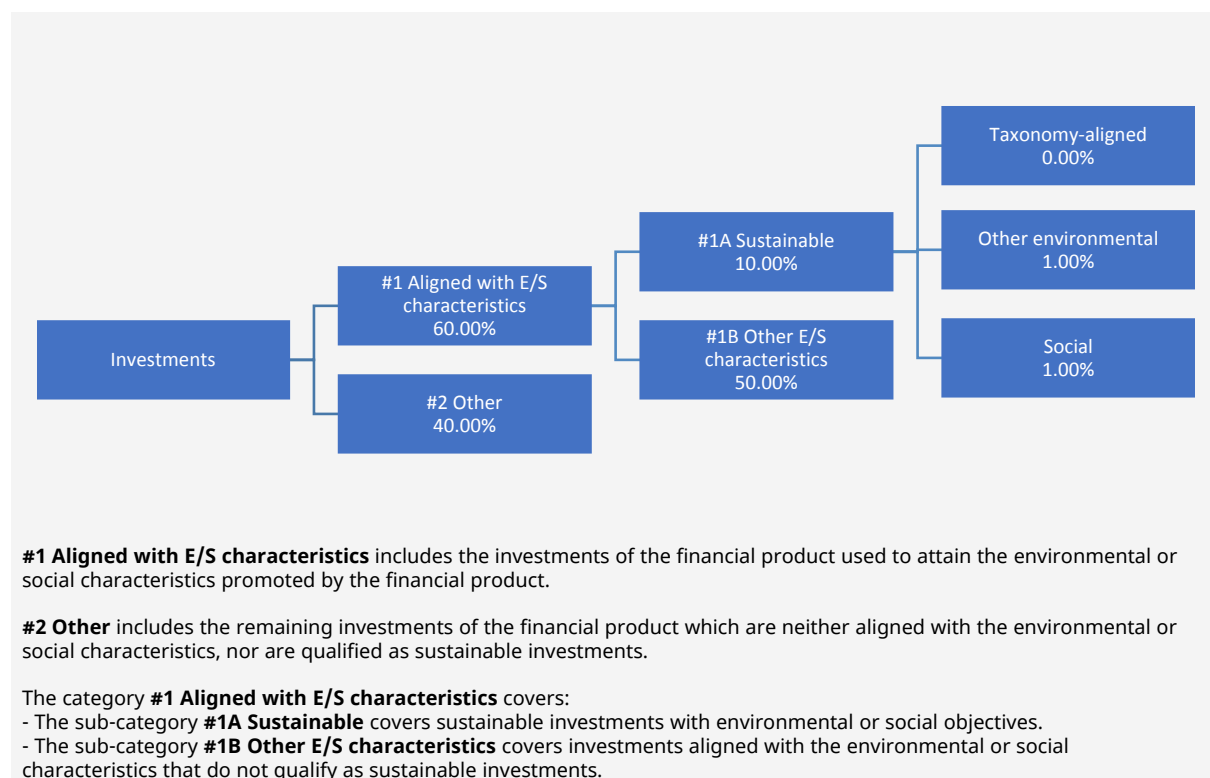 Investments
#1 Aligned with E/S
characteristics
60.00%
#2 Other
40.00%
#1A Sustainable
10.00%
#1B Other E/S
characteristics
50.00%
Taxonomy-aligned
0.00%
Other environmental
1.00%
Social
1.00%
#1 Aligned with E/S characteristics includes the investments of the financial product used to attain the environmental or
social characteristics promoted by the financial product.
#2 Other includes the remaining investments of the financial product which are neither aligned with the environmental or
social characteristics, nor are qualified as sustainable investments.
The category #1 Aligned with E/S characteristics covers:
- The sub-category #1A Sustainable covers sustainable investments with environmental or social objectives.
- The sub-category #1B Other E/S characteristics covers investments aligned with the environmental or social
characteristics that do not qualify as sustainable investments.